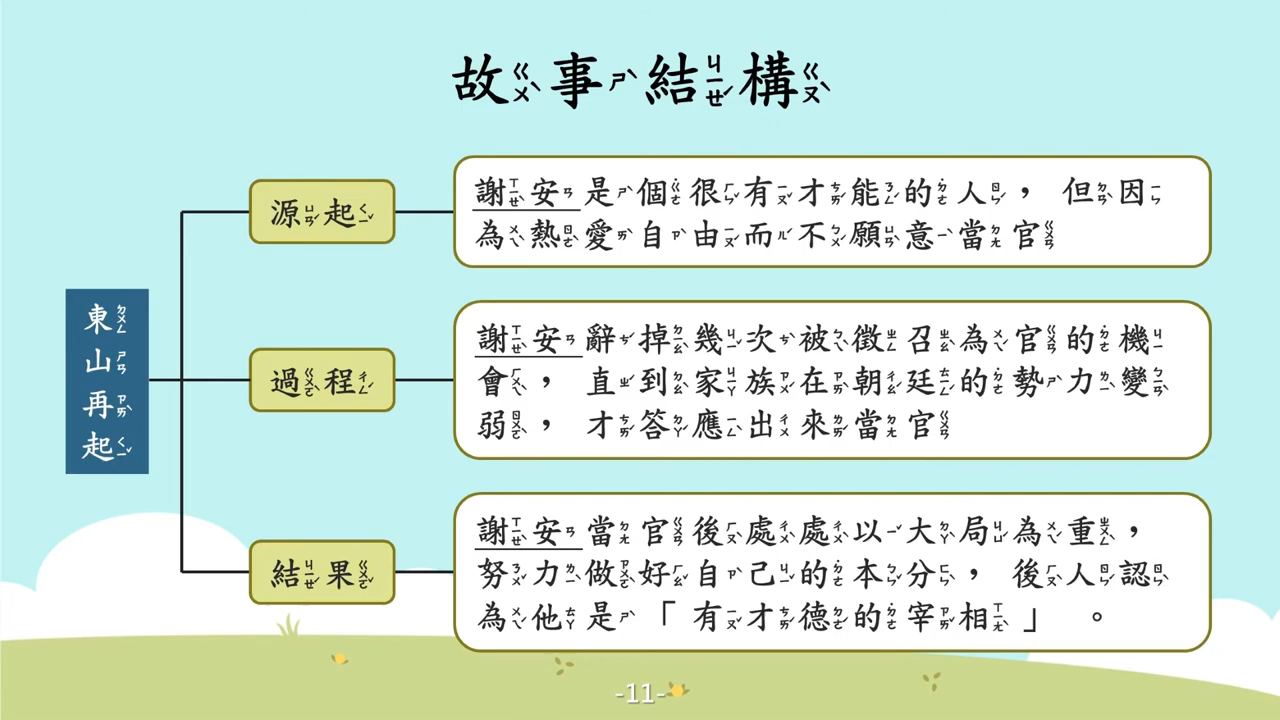 故事結構
東山再起
源起
謝安是個很有才能的人，但因
為熱愛自由而不願意當官
過程
謝安辭掉幾次被徵召為官的機
會，直到家族在朝廷的勢力變
弱，才答應出來當官
結果
謝安當官後處處以大局為重，
努力做好自己的本分，後人認
為他是「有才德的宰相」。
-11-